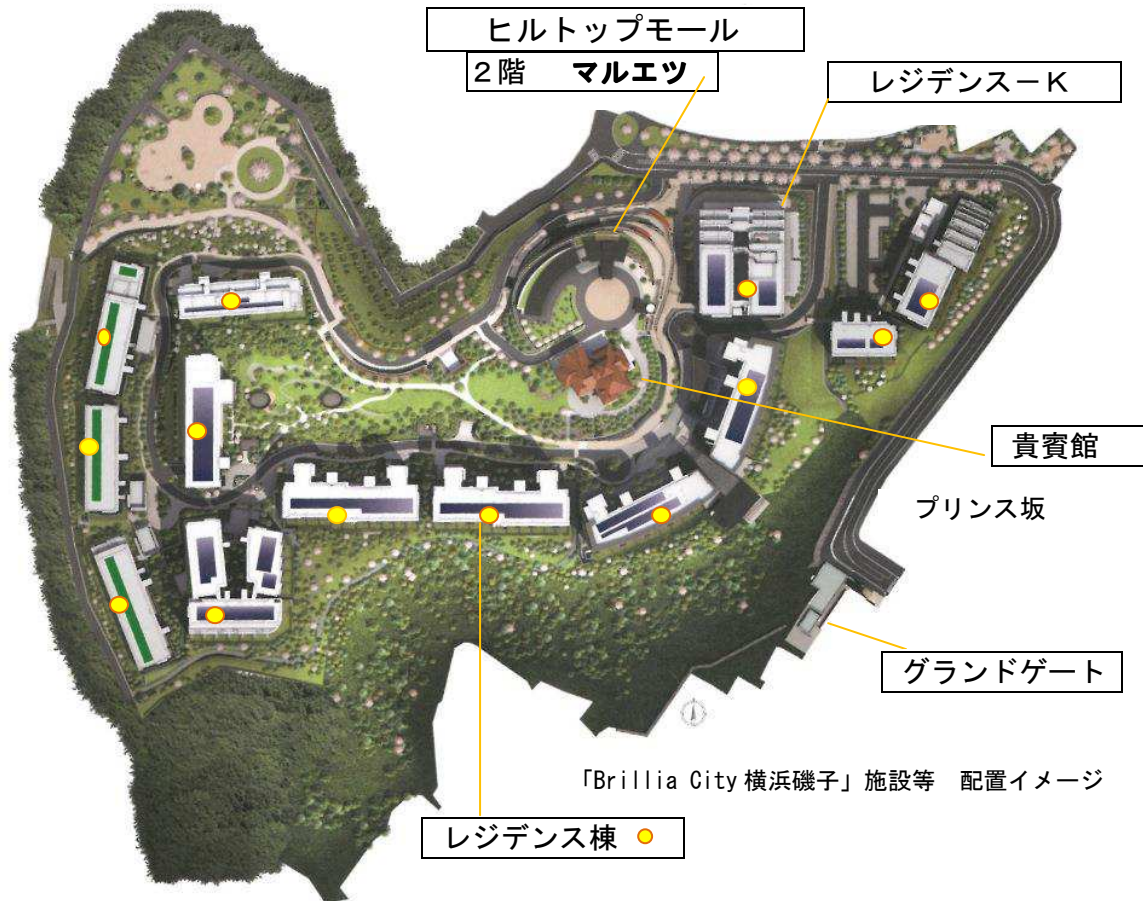 ヒルトップモール
2階 マルエツ
レジデンス－K
貴賓館
プリンス坂
グランドゲート
「Brillia City 横浜磯子」施設等 配置イメージ
レジデンス棟